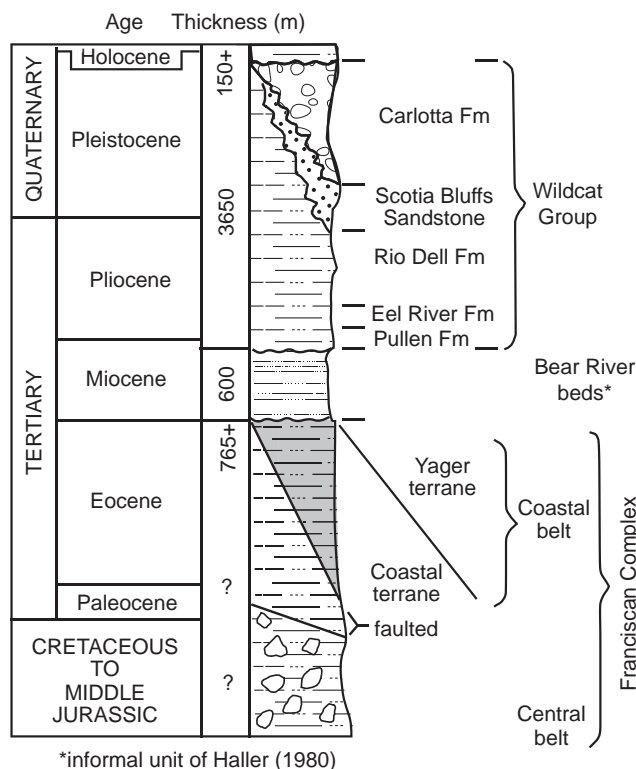 Age Thickness (m)
QUATERNARY
Holocene
Pleistocene
TERTIARY
Pliocene
Miocene
Eocene
Paleocene
CRETACEOUS
TO
MIDDLE
JURASSIC
150+
3650
600
765+
?
?
Carlotta Fm
Scotia Bluffs
Sandstone
Rio Dell Fm
Eel River Fm
Pullen Fm
Wildcat
Group
Bear River
beds*
Yager
terrane
Coastal
terrane
faulted
Coastal
belt
Central
belt
Franciscan Complex
*informal unit of Haller (1980)